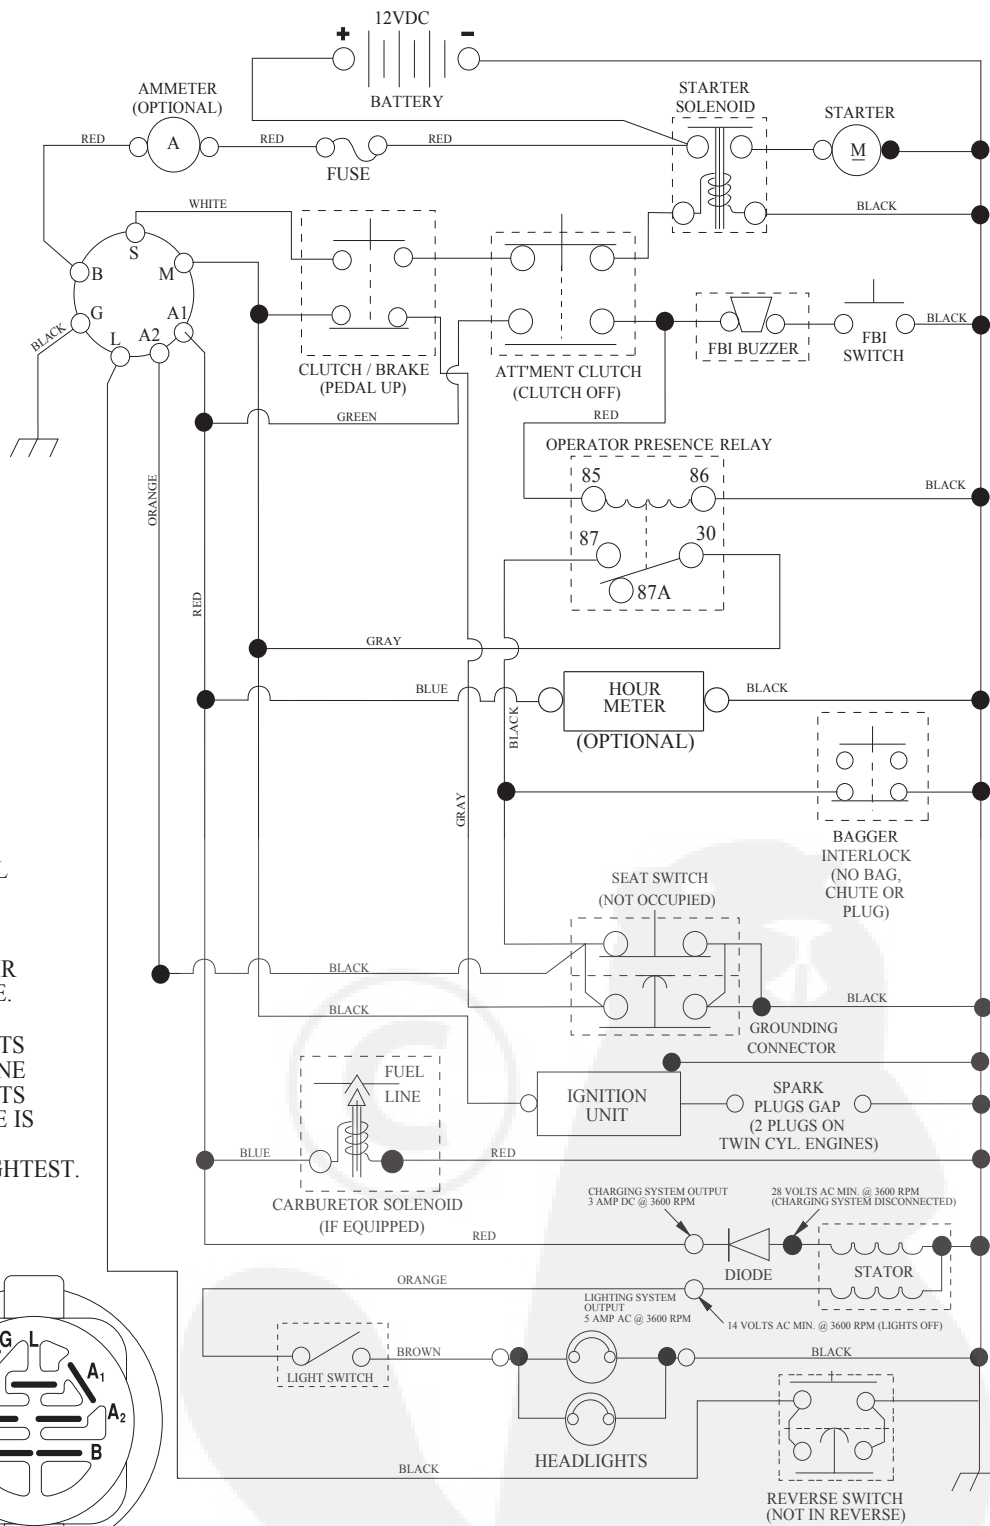 12VDC
+ -
BATTERY
AMMETER
(OPTIONAL)
STARTER
SOLENOID
STARTER
RED
A
RED
FUSE
RED
M
WHITE
BLACK
S
B
M
G
A1
L
A2
BLACK
CLUTCH / BRAKE
(PEDAL UP)
ATT'MENT CLUTCH
(CLUTCH OFF)
FBI BUZZER
FBI
SWITCH
BLACK
GREEN
RED
OPERATOR PRESENCE RELAY
85
86
BLACK
ORANGE
87
30
87A
RED
GRAY
BLUE
HOUR
METER
(OPTIONAL)
BLACK
BLACK
GRAY
BAGGER
INTERLOCK
(NO BAG,
CHUTE OR
PLUG)
SEAT SWITCH
(NOT OCCUPIED)
BLACK
BLACK
BLACK
GROUNDING
CONNECTOR
FUEL
LINE
IGNITION
UNIT
SPARK
PLUGS GAP
(2 PLUGS ON
TWIN CYL. ENGINES)
BLUE
RED
CARBURETOR SOLENOID
(IF EQUIPPED)
CHARGING SYSTEM OUTPUT
3 AMP DC @ 3600 RPM
28 VOLTS AC MIN. @ 3600 RPM
(CHARGING SYSTEM DISCONNECTED)
RED
DIODE
STATOR
ORANGE
LIGHTING SYSTEM
OUTPUT
5 AMP AC @ 3600 RPM
14 VOLTS AC MIN. @ 3600 RPM (LIGHTS OFF)
LIGHT SWITCH
BROWN
BLACK
HEADLIGHTS
BLACK
REVERSE SWITCH
(NOT IN REVERSE)
TS
NE
TS
E IS
GHTEST.
G L
A1
A2
B
©